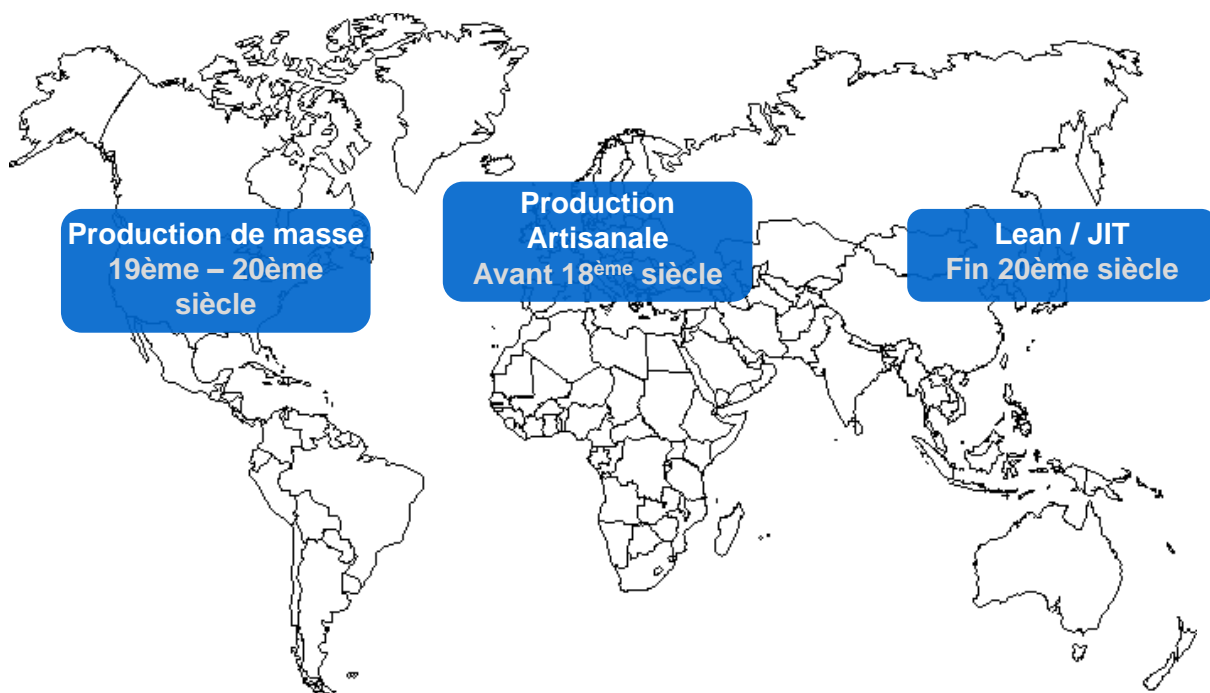 Production de masse
19ème – 20ème
siècle
Production
Artisanale
Avant 18ème siècle
Lean / JIT
Fin 20ème siècle